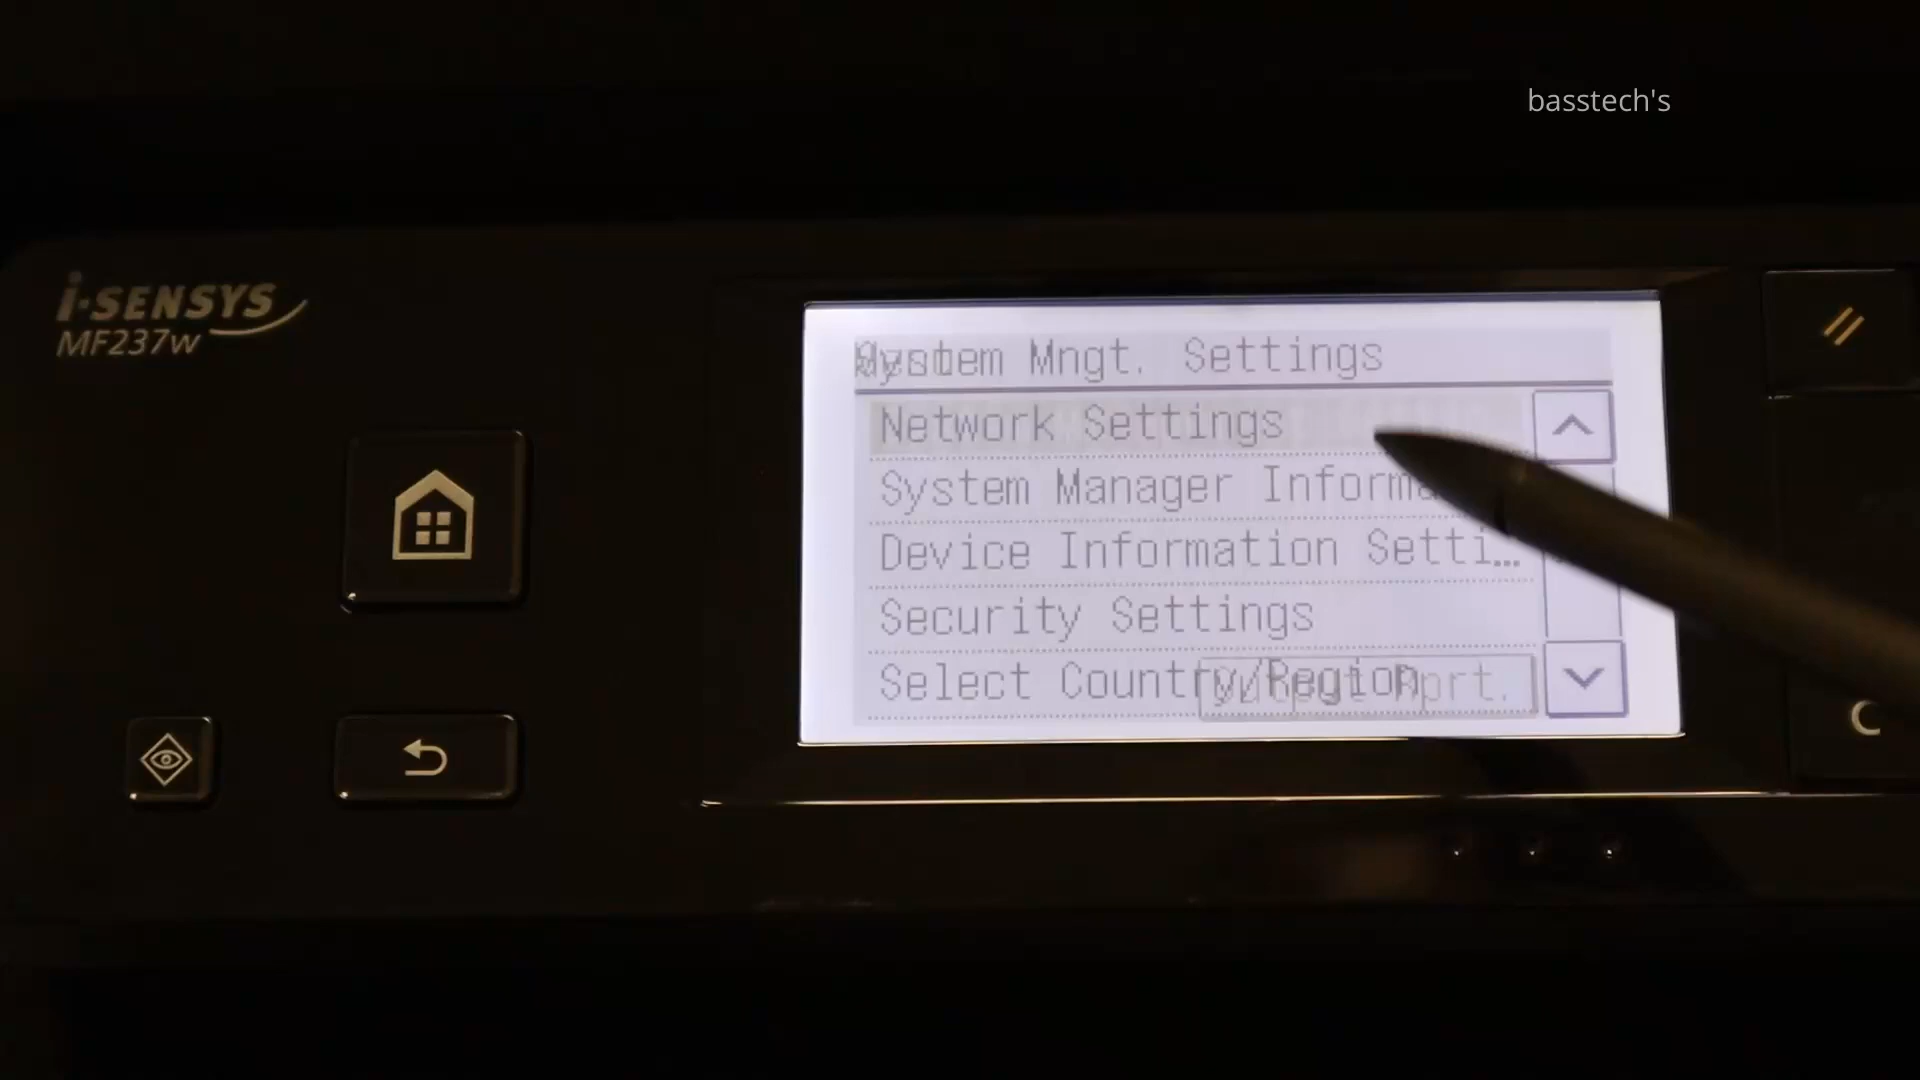 basstech's
i-SENSYS
MF237w
System Mngt. Settings
Network Settings
System Manager Informa
Device Information Setti...
Security Settings
Select Country/Region
C